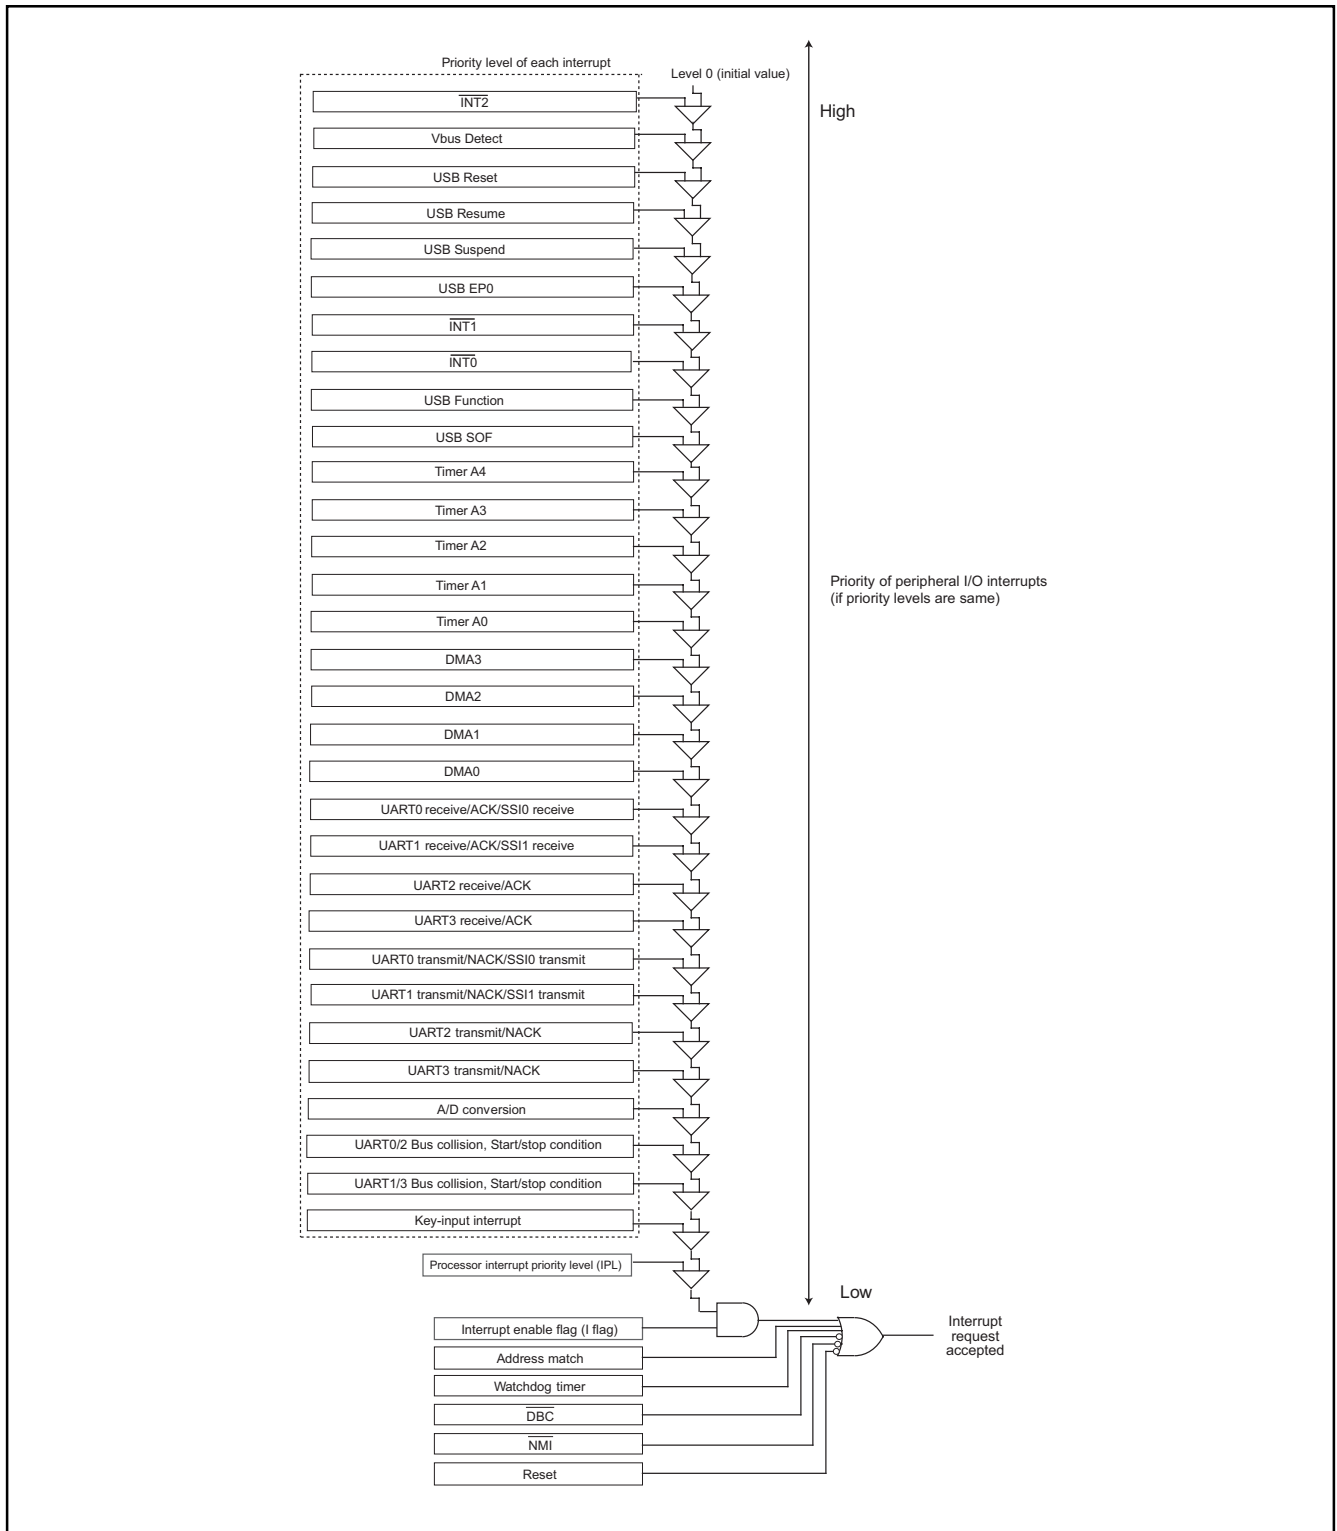 Priority level of each interrupt
Level 0 (initial value)
High
INT2
Vbus Detect
USB Reset
USB Resume
USB Suspend
USB EP0
INT1
INT0
USB Function
USB SOF
Timer A4
Timer A3
Timer A2
Timer A1
Timer A0
Priority of peripheral I/O interrupts
(if priority levels are same)
DMA3
DMA2
DMA1
DMA0
UART0 receive/ACK/SSI0 receive
UART1 receive/ACK/SSI1 receive
UART2 receive/ACK
UART3 receive/ACK
UART0 transmit/NACK/SSI0 transmit
UART1 transmit/NACK/SSI1 transmit
UART2 transmit/NACK
UART3 transmit/NACK
A/D conversion
UART0/2 Bus collision, Start/stop condition
UART1/3 Bus collision, Start/stop condition
Key-input interrupt
Processor interrupt priority level (IPL)
Low
Interrupt enable flag (I flag)
Address match
Watchdog timer
DBC
NMI
Reset
Interrupt
request
accepted